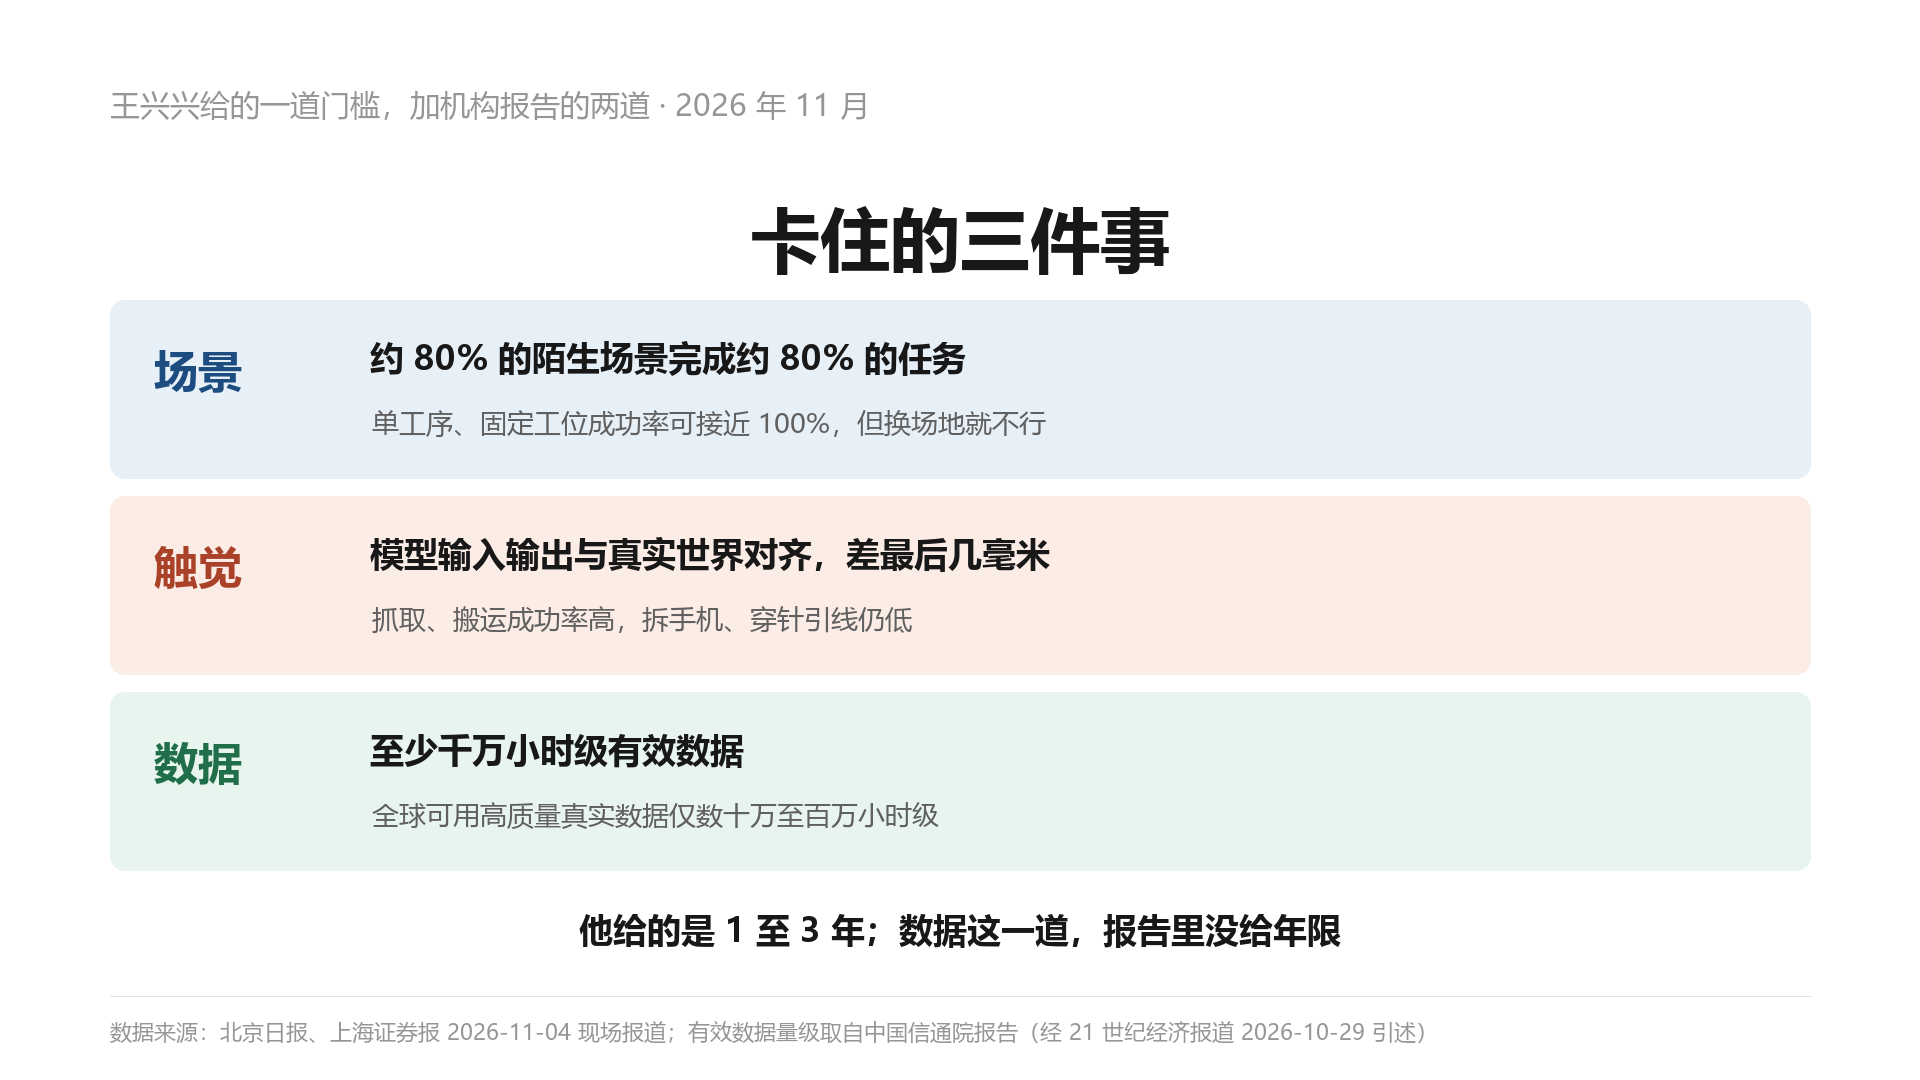 王兴兴给的一道门槛，加机构报告的两道 · 2026 年 11 月
卡住的三件事
场景
约 80% 的陌生场景完成约 80% 的任务
单工序、固定工位成功率可接近 100%，但换场地就不行
触觉
模型输入输出与真实世界对齐，差最后几毫米
抓取、搬运成功率高，拆手机、穿针引线仍低
数据
至少千万小时级有效数据
全球可用高质量真实数据仅数十万至百万小时级
他给的是 1 至 3 年；数据这一道，报告里没给年限
数据来源：北京日报、上海证券报 2026-11-04 现场报道；有效数据量级取自中国信通院报告（经 21 世纪经济报道 2026-10-29 引述）